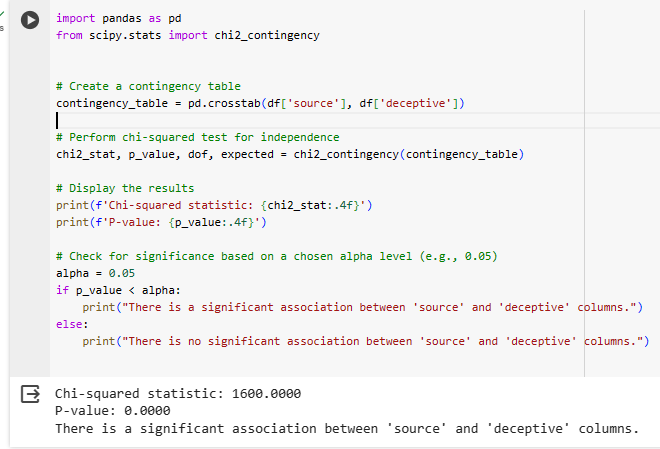 import pandas as pd
from scipy.stats import chi2_contingency
# Create a contingency table
contingency_table = pd.crosstab(df['source'], df['deceptive'])
# Perform chi-squared test for independence
chi2_stat, p_value, dof, expected = chi2_contingency(contingency_table)
# Display the results
print(f'Chi-squared statistic: {chi2_stat:.4f}')
print(f'P-value: {p_value:.4f}')
# Check for significance based on a chosen alpha level (e.g., 0.05)
alpha = 0.05
if p_value < alpha:
    print("There is a significant association between 'source' and 'deceptive' columns.")
else:
    print("There is no significant association between 'source' and 'deceptive' columns.")
Chi-squared statistic: 1600.0000
P-value: 0.0000
There is a significant association between 'source' and 'deceptive' columns.